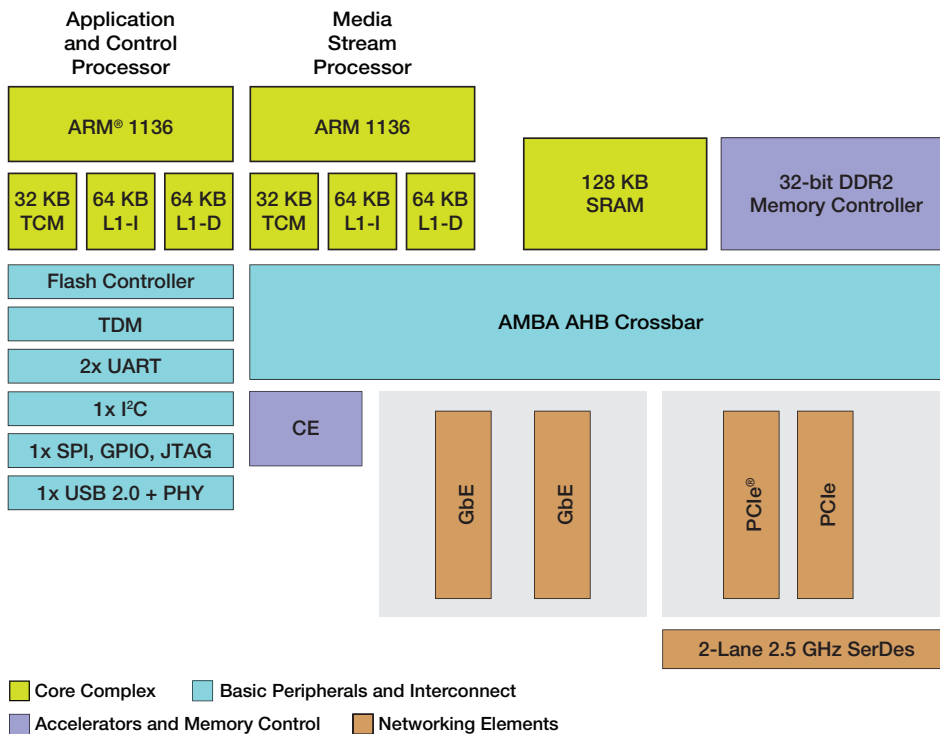 Application
and Control
Processor
Media
Stream
Processor
ARM® 1136
ARM 1136
32 KB
TCM
64 KB
L1-I
64 KB
L1-D
32 KB
TCM
64 KB
L1-I
64 KB
L1-D
128 KB
SRAM
32-bit DDR2
Memory Controller
Flash Controller
TDM
2x UART
1x I²C
1x SPI, GPIO, JTAG
1x USB 2.0 + PHY
AMBA AHB Crossbar
CE
GbE
GbE
PCIe®
PCIe
2-Lane 2.5 GHz SerDes
Core Complex
Basic Peripherals and Interconnect
Accelerators and Memory Control
Networking Elements